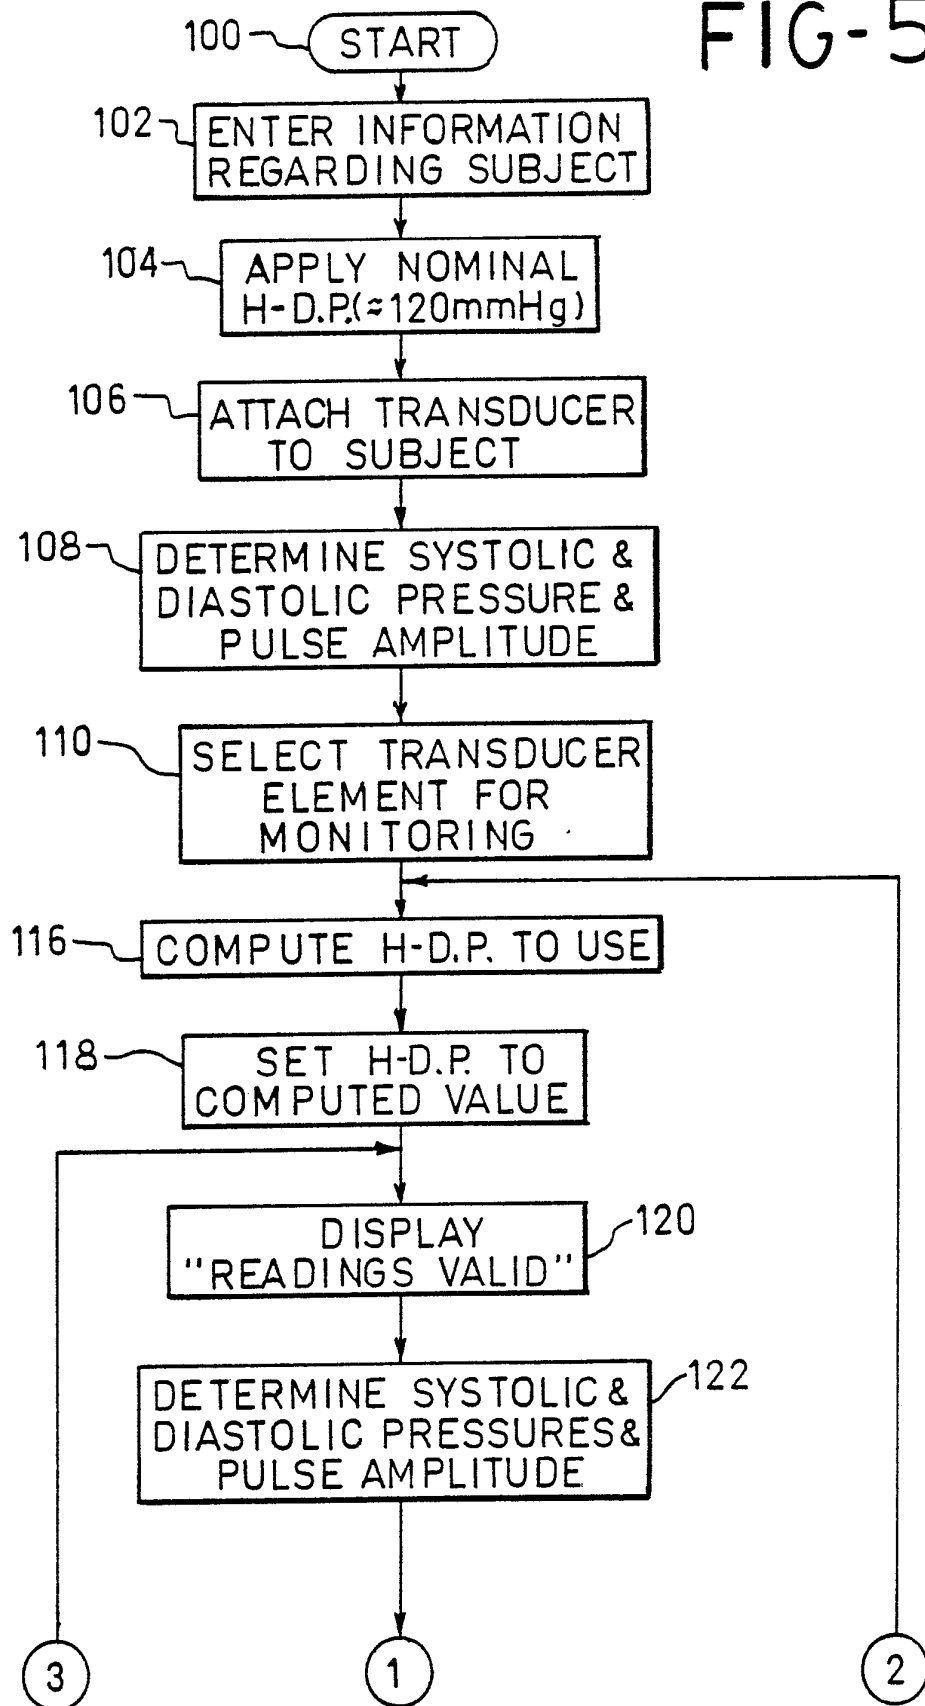 FIG-5
100
START
102
ENTER INFORMATION
REGARDING SUBJECT
104
APPLY NOMINAL
H-D.P.(≈120mmHg)
106
ATTACH TRANSDUCER
TO SUBJECT
108
DETERMINE SYSTOLIC &
DIASTOLIC PRESSURE &
PULSE AMPLITUDE
110
SELECT TRANSDUCER
ELEMENT FOR
MONITORING
116
COMPUTE H-D.P. TO USE
118
SET H-D.P. TO
COMPUTED VALUE
120
DISPLAY
"READINGS VALID"
122
DETERMINE SYSTOLIC &
DIASTOLIC PRESSURES &
PULSE AMPLITUDE
3
1
2